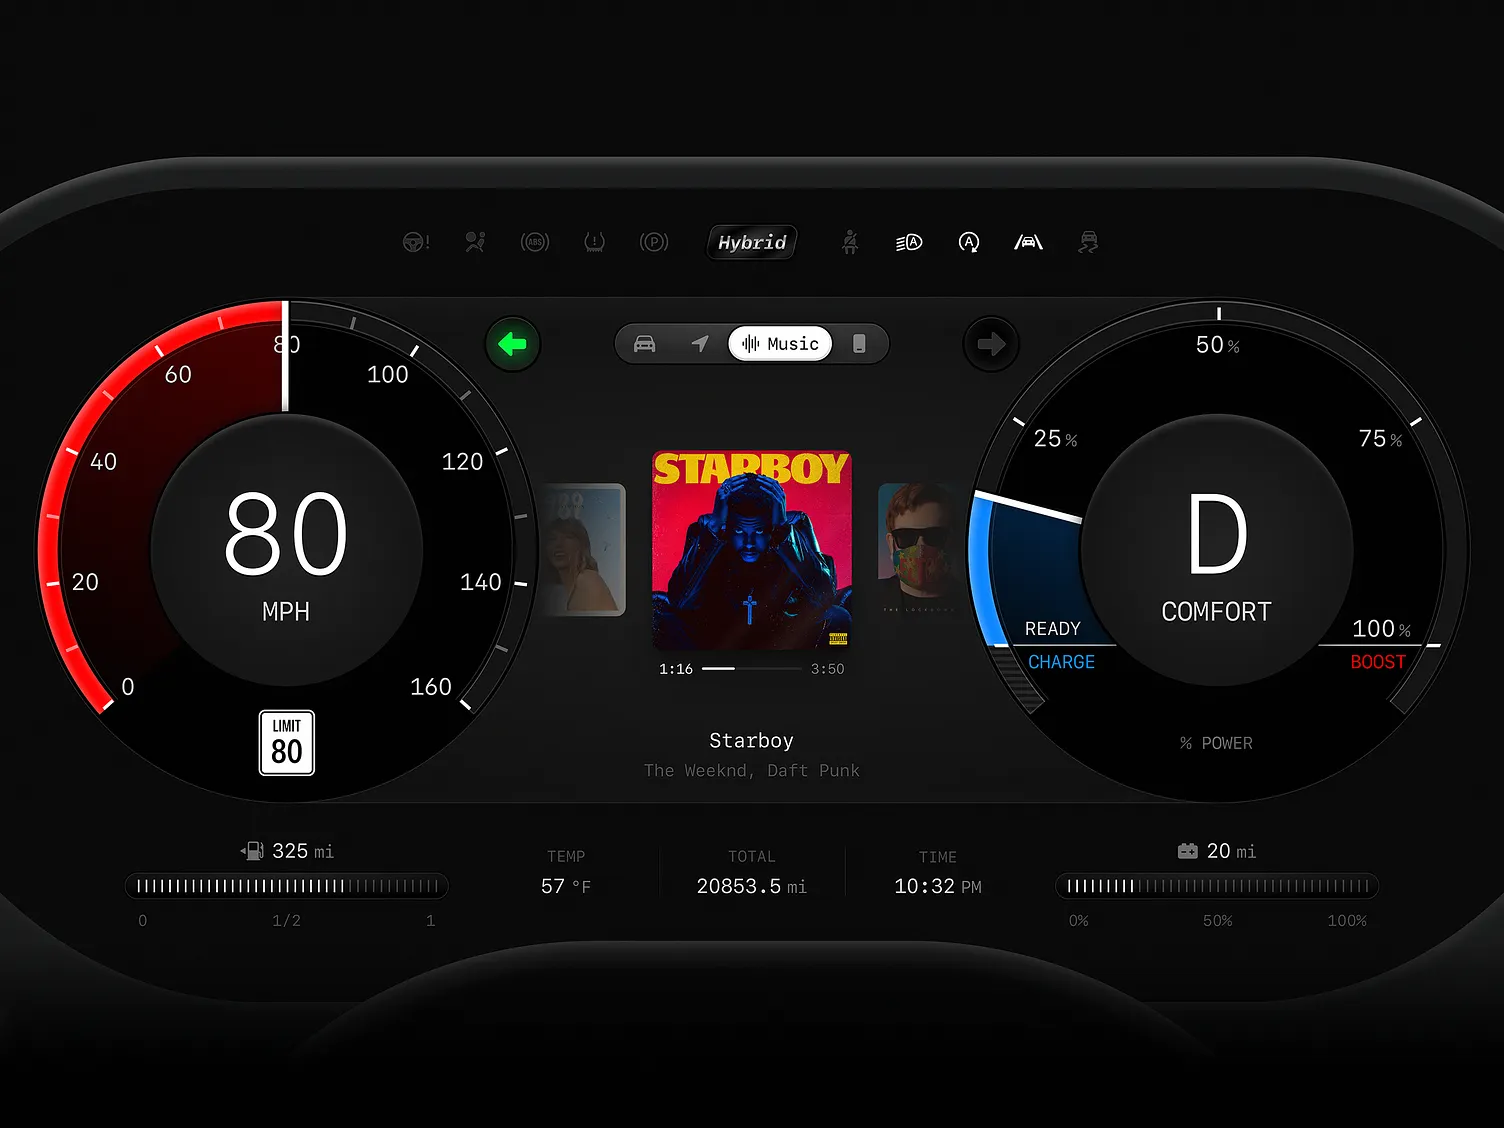 ABS
P
Hybrid
A
A
Music
80
60
100
40
120
20
140
0
160
80
MPH
LIMIT
80
STARBOY
1:16
3:50
Starboy
The Weeknd, Daft Punk
50 %
25 %
75 %
D
COMFORT
READY
CHARGE
100 %
BOOST
% POWER
325 mi
0
1/2
1
TEMP
57 °F
TOTAL
20853.5 mi
TIME
10:32 PM
20 mi
0%
50%
100%